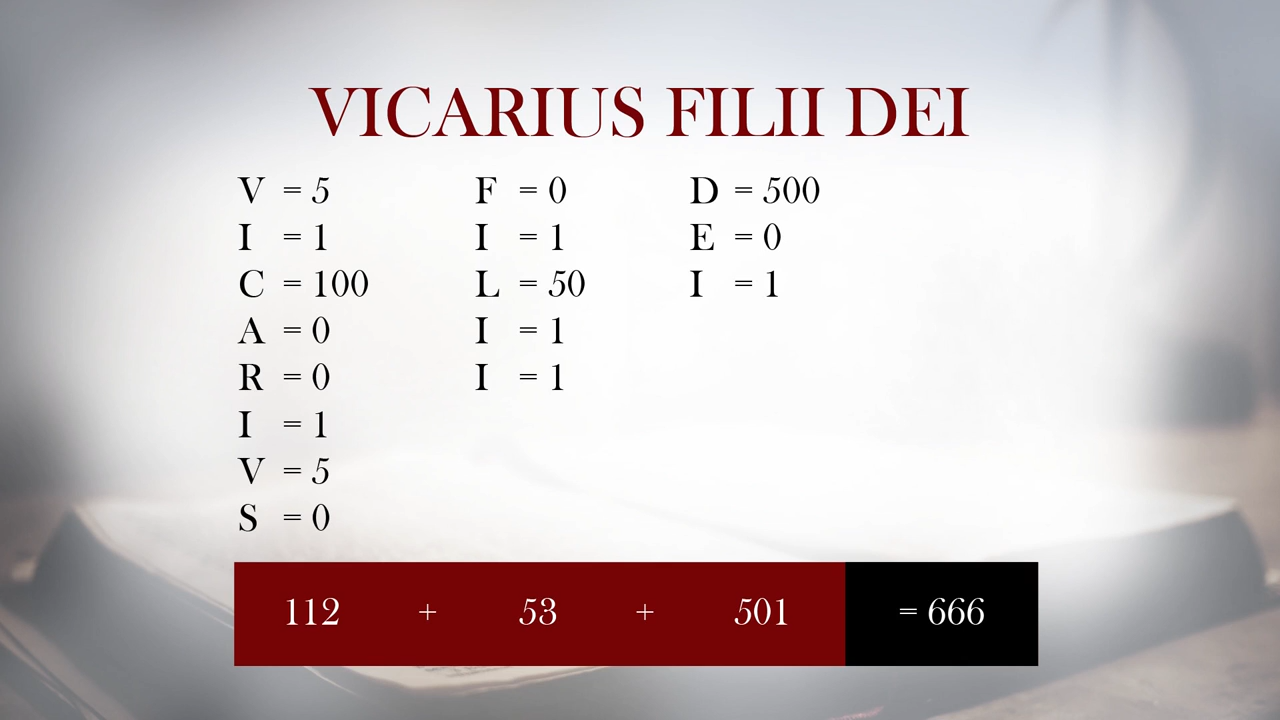 VICARIUS FILII DEI
V = 5 F = 0 D = 500
I = 1 I = 1 E = 0
C = 100 L = 50 I = 1
A = 0 I = 1
R = 0 I = 1
I = 1
V = 5
S = 0
112 + 53 + 501 = 666